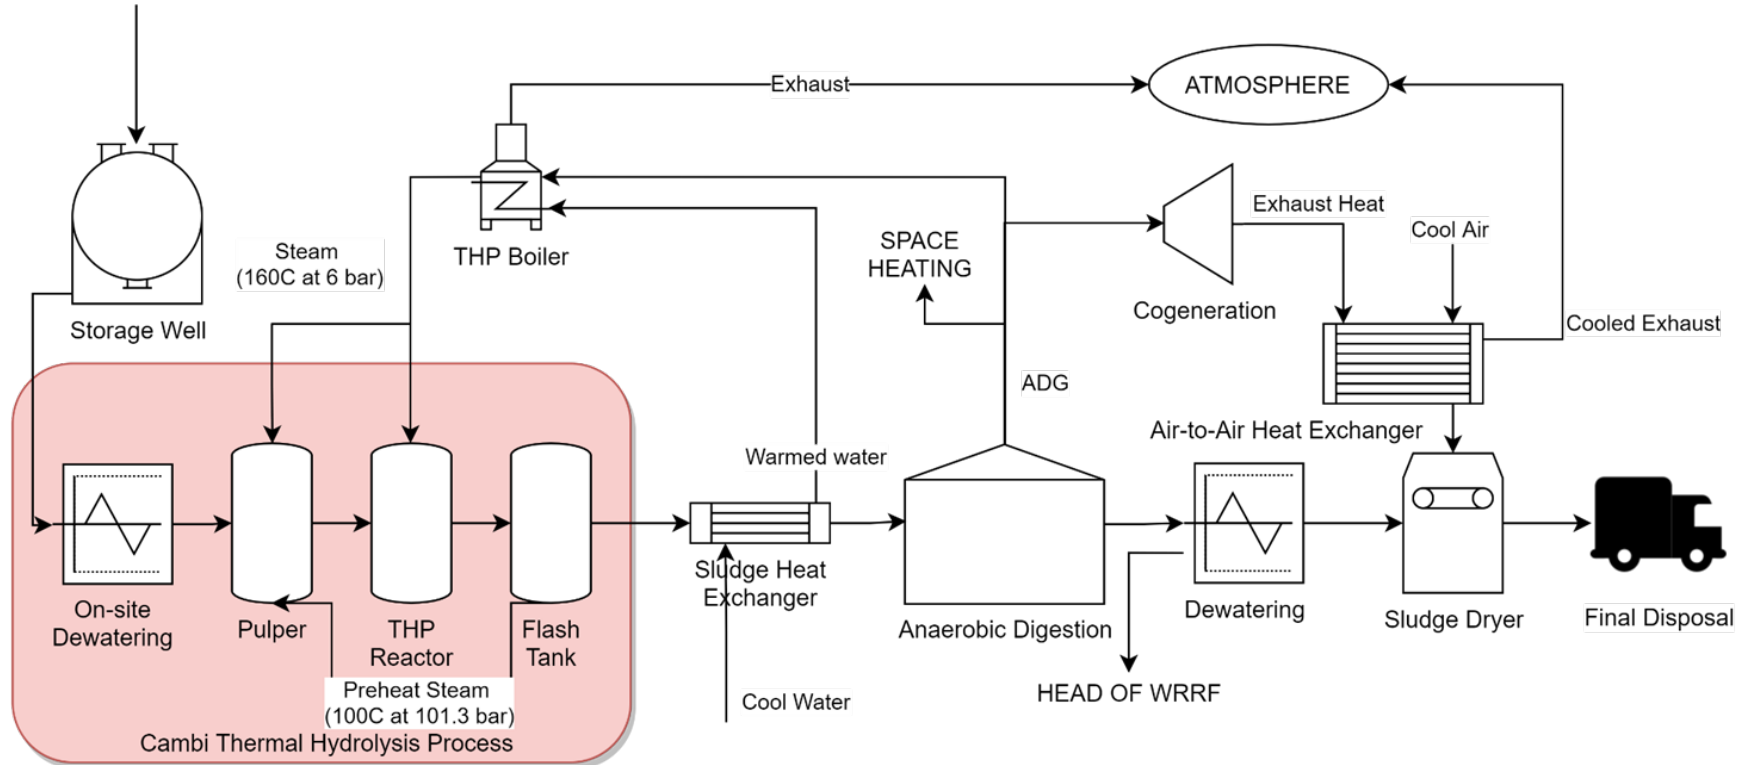 Exhaust
ATMOSPHERE
Exhaust Heat
Cool Air
SPACE
HEATING
THP Boiler
Steam
(160C at 6 bar)
Cogeneration
Storage Well
Cooled Exhaust
ADG
Air-to-Air Heat Exchanger
Warmed water
Sludge Heat
Exchanger
On-site
Dewatering
Pulper
THP
Reactor
Flash
Tank
Anaerobic Digestion
Dewatering
Sludge Dryer
Final Disposal
Preheat Steam
(100C at 101.3 bar)
Cool Water
HEAD OF WRRF
Cambi Thermal Hydrolysis Process